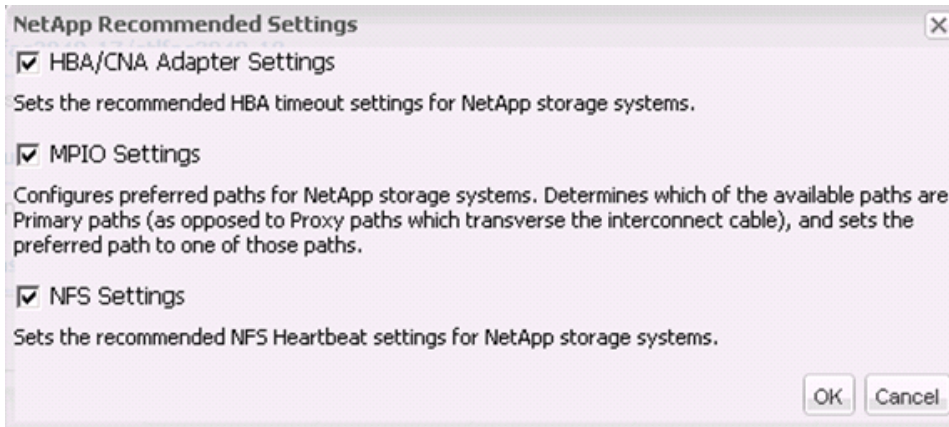 NetApp Recommended Settings
HBA/CNA Adapter Settings
Sets the recommended HBA timeout settings for NetApp storage systems.
MPIO Settings
Configures preferred paths for NetApp storage systems. Determines which of the available paths are
Primary paths (as opposed to Proxy paths which transverse the interconnect cable), and sets the
preferred path to one of those paths.
NFS Settings
Sets the recommended NFS Heartbeat settings for NetApp storage systems.
OK Cancel